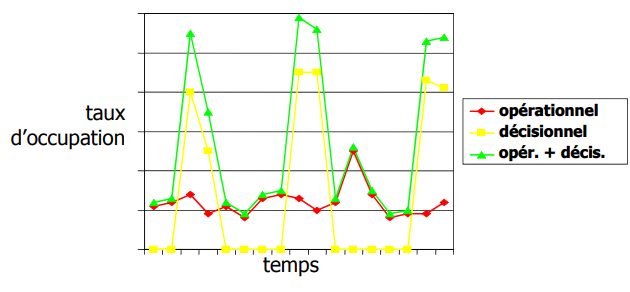 taux
d’occupation
temps
opérationnel
décisionnel
opér. + décis.